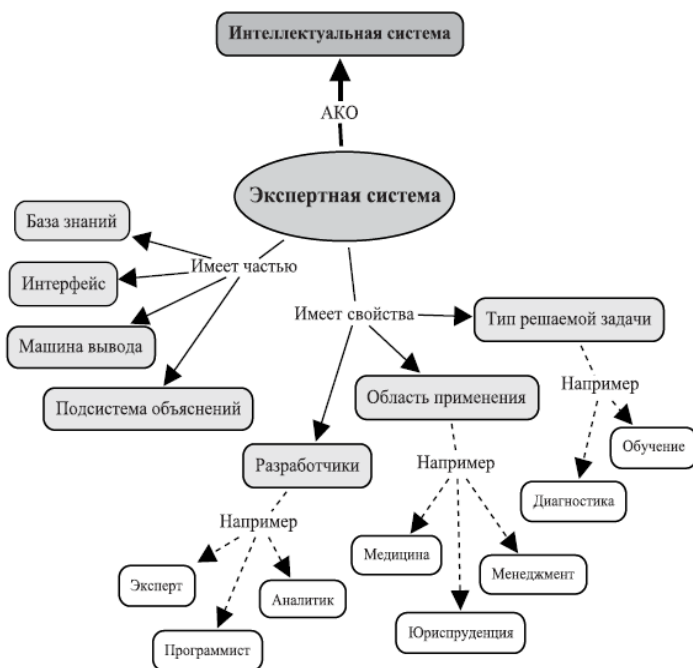 Интеллектуальная система
АКО
Экспертная система
База знаний
Имеет частью
Интерфейс
Машина вывода
Подсистема объяснений
Имеет свойства
Тип решаемой задачи
Например
Обучение
Диагностика
Область применения
Например
Медицина
Менеджмент
Юриспруденция
Разработчики
Например
Эксперт
Аналитик
Программист